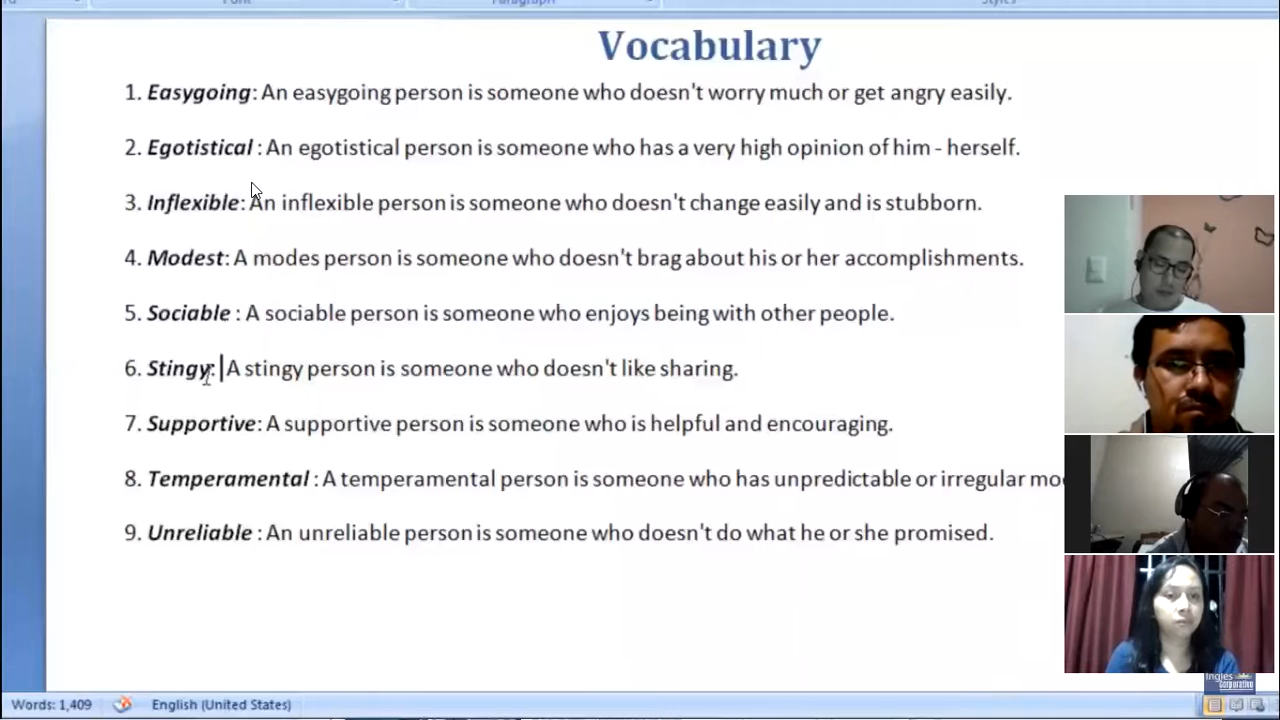 Font
Paragraph
Styles
Vocabulary
1. Easygoing: An easygoing person is someone who doesn't worry much or get angry easily.
2. Egotistical : An egotistical person is someone who has a very high opinion of him - herself.
3. Inflexible: An inflexible person is someone who doesn't change easily and is stubborn.
4. Modest: A modes person is someone who doesn't brag about his or her accomplishments.
5. Sociable : A sociable person is someone who enjoys being with other people.
6. Stingy: A stingy person is someone who doesn't like sharing.
7. Supportive: A supportive person is someone who is helpful and encouraging.
8. Temperamental : A temperamental person is someone who has unpredictable or irregular
9. Unreliable : An unreliable person is someone who doesn't do what he or she promised.
Inglés
Corporativo
Words: 1,409 English (United States)